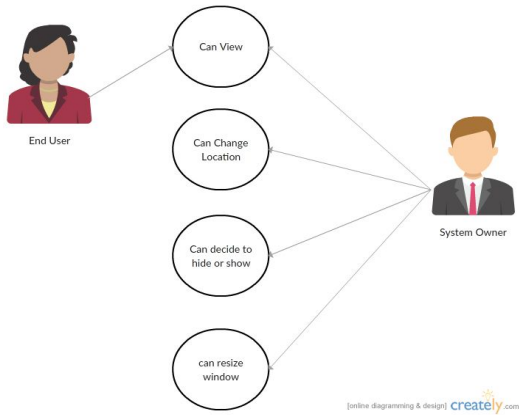 Can View
End User
Can Change
Location
System Owner
Can decide to
hide or show
can resize
window
[online diagramming & design] creately.com